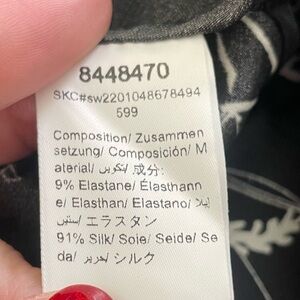 8448470
SKC#sw2201048678494
599
Composition/ Zusammen
setzung/ Composición/ M
aterial/ تكوين/ 成分:
9% Elastane/ Élasthann
e/ Elasthan/ Elastano/ إيلا
ستين/ エラスタン
91% Silk/ Soie/ Seide/ Se
da/ حرير/ シルク